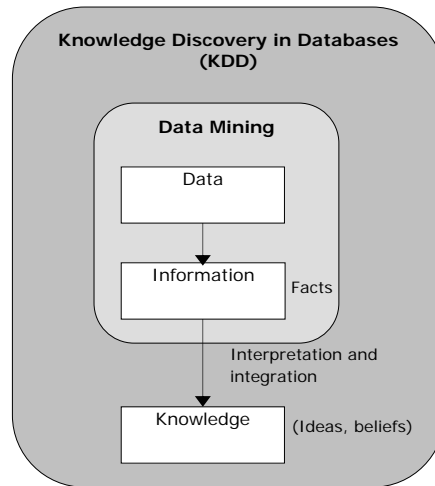 Knowledge Discovery in Databases
(KDD)
Data Mining
Data
Information
Facts
Interpretation and
integration
Knowledge
(Ideas, beliefs)